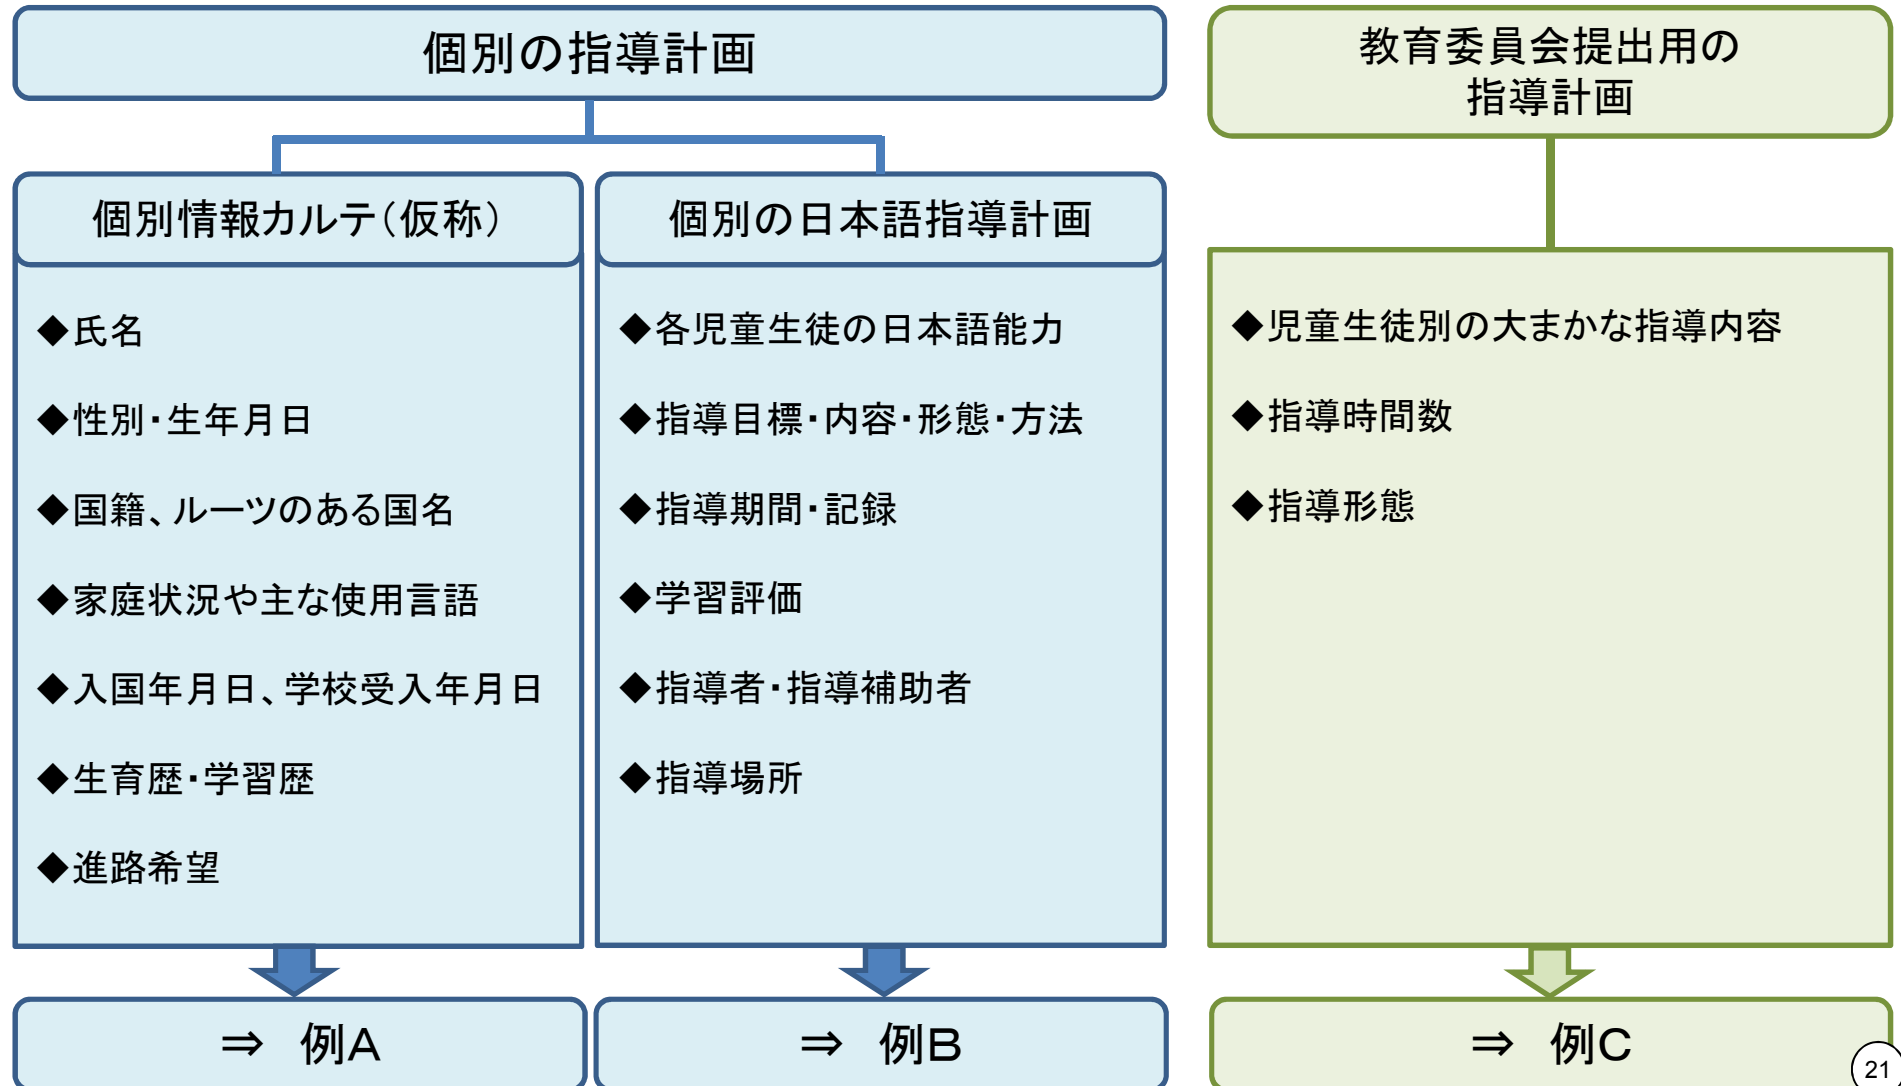 個別の指導計画
個別情報カルテ（仮称）
◆氏名
◆性別・生年月日
◆国籍、ルーツのある国名
◆家庭状況や主な使用言語
◆入国年月日、学校受入年月日
◆生育歴・学習歴
◆進路希望
⇒ 例A
個別の日本語指導計画
◆各児童生徒の日本語能力
◆指導目標・内容・形態・方法
◆指導期間・記録
◆学習評価
◆指導者・指導補助者
◆指導場所
⇒ 例B
教育委員会提出用の
指導計画
◆児童生徒別の大まかな指導内容
◆指導時間数
◆指導形態
⇒ 例C
21